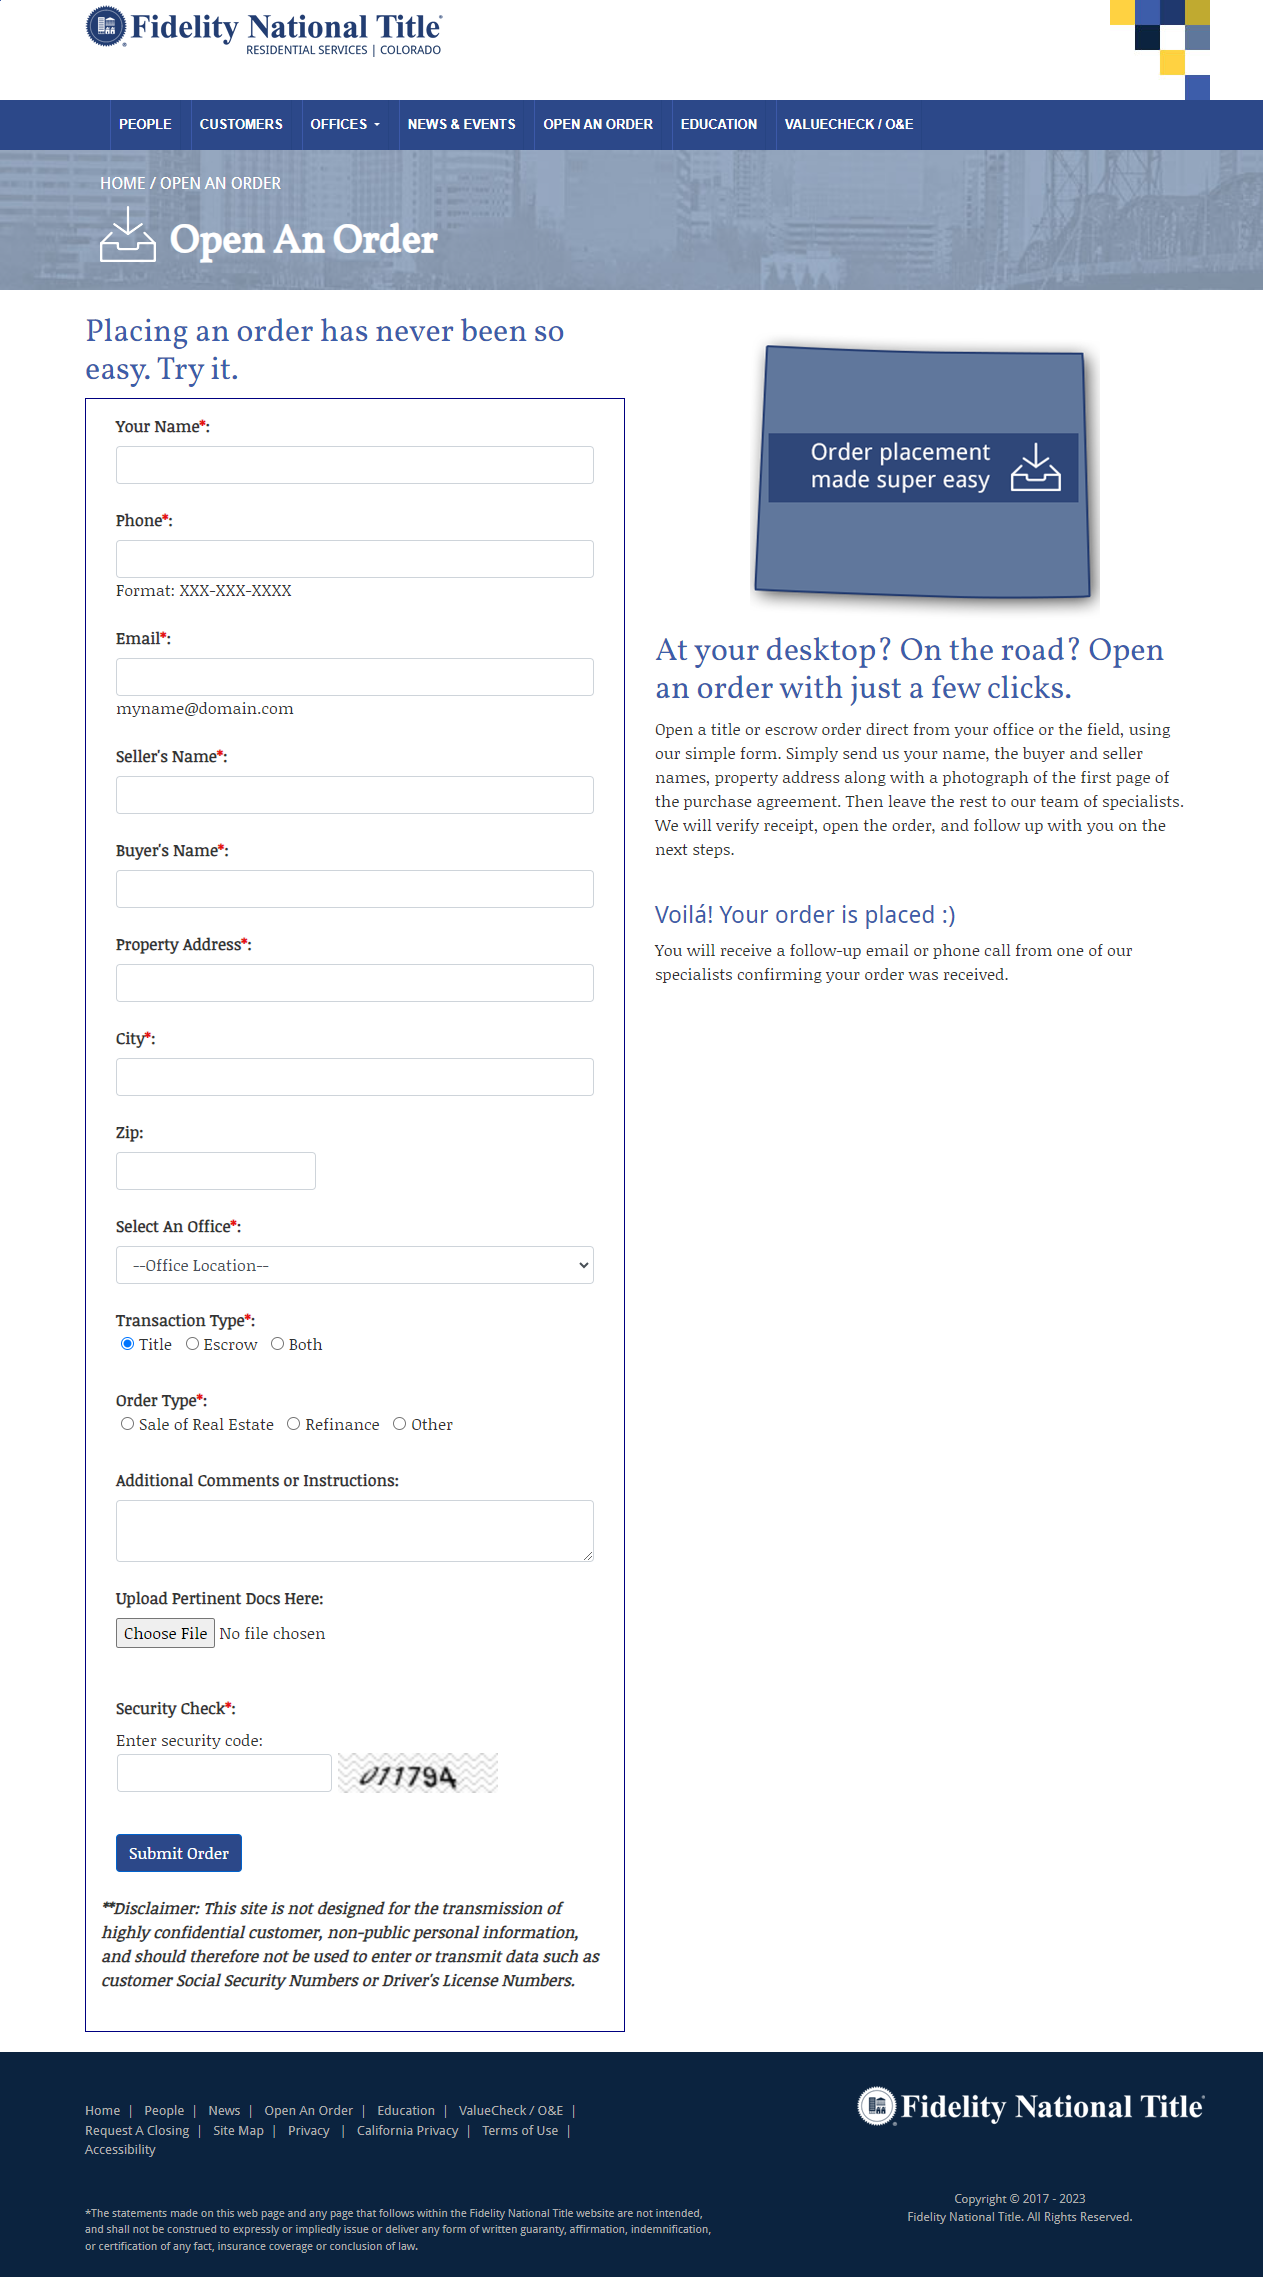 Fidelity National Title®
RESIDENTIAL SERVICES | COLORADO
PEOPLE
CUSTOMERS
OFFICES
NEWS & EVENTS
OPEN AN ORDER
EDUCATION
VALUECHECK / O&E
HOME / OPEN AN ORDER
Open An Order
Placing an order has never been so
easy. Try it.
Your Name*:
Phone*:
Format: XXX-XXX-XXXX
Email*:
myname@domain.com
Seller's Name*:
Buyer's Name*:
Property Address*:
City*:
Zip:
Select An Office*:
--Office Location--
Transaction Type*:
Title Escrow Both
Order Type*:
Sale of Real Estate Refinance Other
Additional Comments or Instructions:
Upload Pertinent Docs Here:
Choose File No file chosen
Security Check*:
Enter security code:
011794
Submit Order
**Disclaimer: This site is not designed for the transmission of
highly confidential customer, non-public personal information,
and should therefore not be used to enter or transmit data such as
customer Social Security Numbers or Driver's License Numbers.
Order placement
made super easy
At your desktop? On the road? Open
an order with just a few clicks.
Open a title or escrow order direct from your office or the field, using
our simple form. Simply send us your name, the buyer and seller
names, property address along with a photograph of the first page of
the purchase agreement. Then leave the rest to our team of specialists.
We will verify receipt, open the order, and follow up with you on the
next steps.
Voilá! Your order is placed :)
You will receive a follow-up email or phone call from one of our
specialists confirming your order was received.
Home | People | News | Open An Order | Education | ValueCheck / O&E |
Request A Closing | Site Map | Privacy | California Privacy | Terms of Use |
Accessibility
*The statements made on this web page and any page that follows within the Fidelity National Title website are not intended,
and shall not be construed to expressly or impliedly issue or deliver any form of written guaranty, affirmation, indemnification,
or certification of any fact, insurance coverage or conclusion of law.
Fidelity National Title®
Copyright © 2017 - 2023
Fidelity National Title. All Rights Reserved.